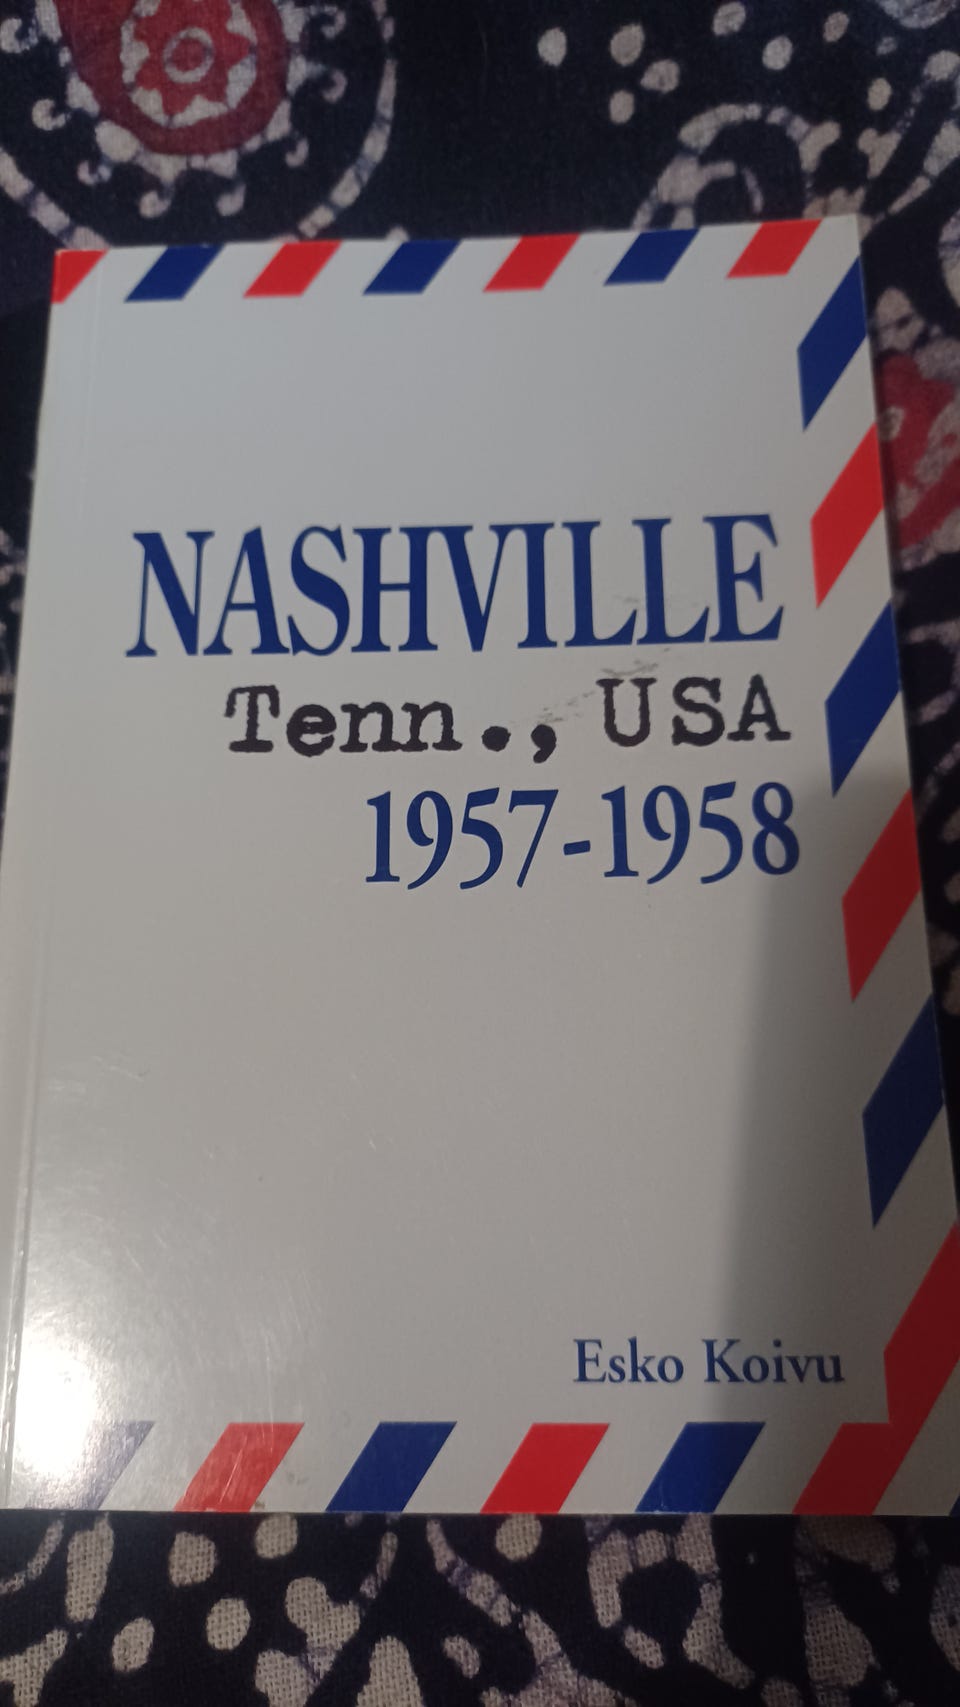 NASHVILLE
Tenn., USA
1957-1958
Esko Koivu